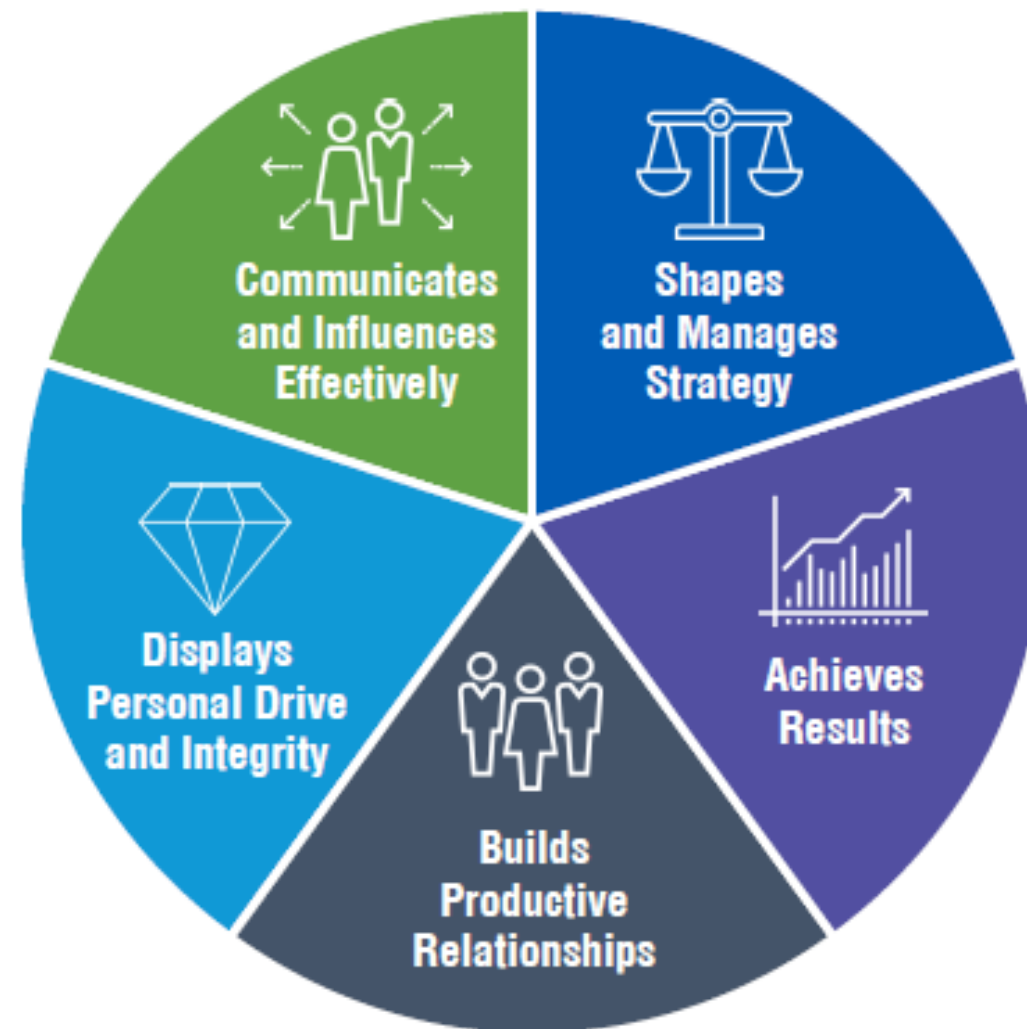 Communicates
and Influences
Effectively
Shapes
and Manages
Strategy
Displays
Personal Drive
and Integrity
Achieves
Results
Builds
Productive
Relationships